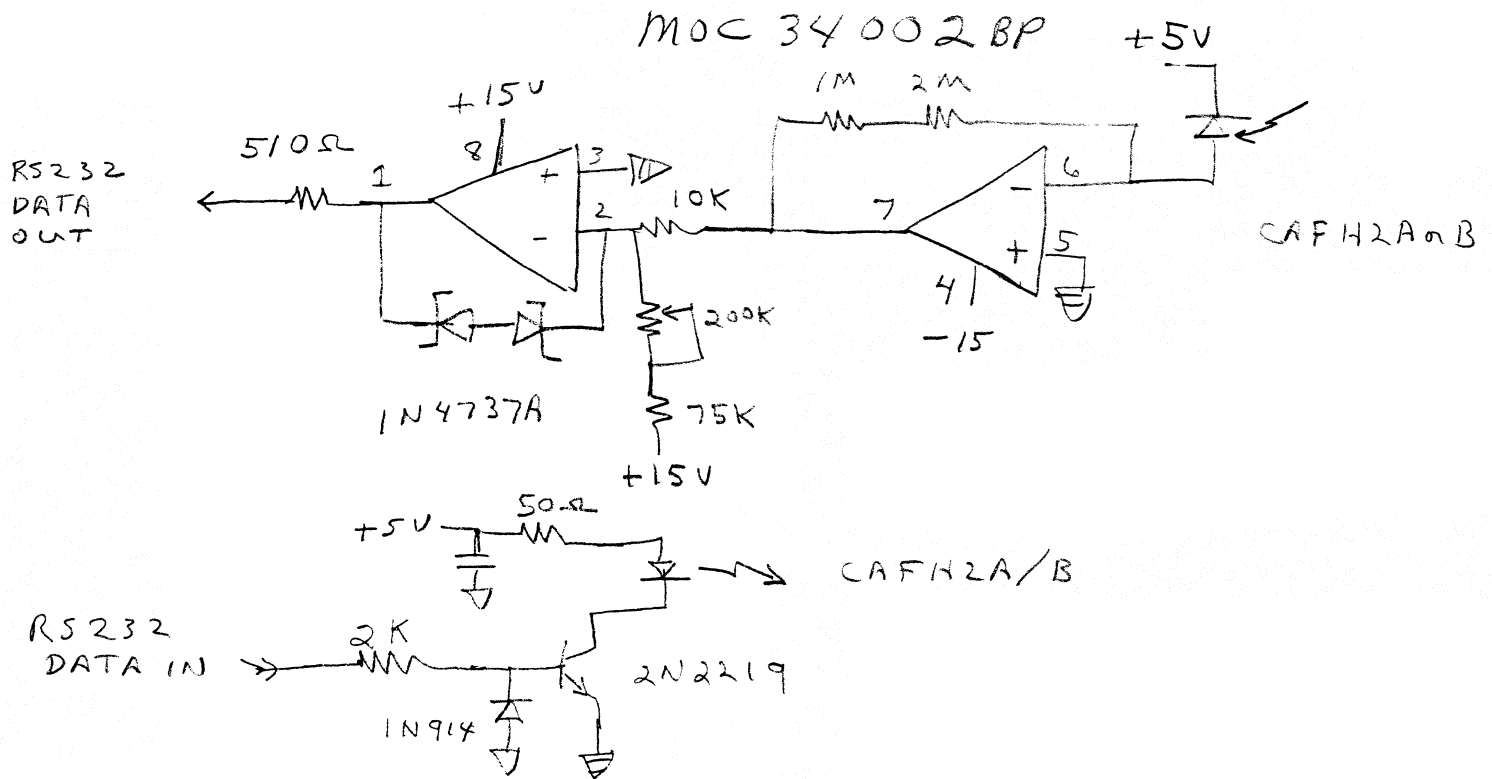 MOC 34002BP
+5V
1M
2M
+15V
510Ω
8
3
RS232
DATA
OUT
1
+
6
-
10K
7
2
-
5
+
CAFH2A or B
4
200K
-15
1N4737A
75K
+15V
50Ω
+5V
CAFH2A/B
RS232
DATA IN
2K
2N2219
1N914